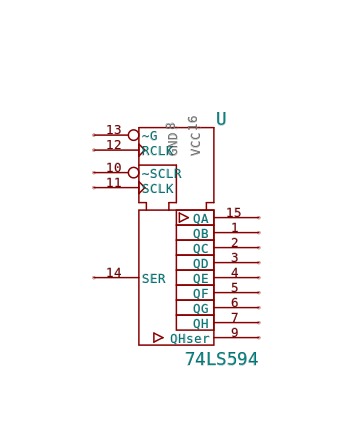 U
13 ~G GND 8 VCC 16
12 RCLK
10 ~SCLR
11 SCLK
QA 15
QB 1
QC 2
QD 3
14 SER QE 4
QF 5
QG 6
QH 7
QHser 9
74LS594